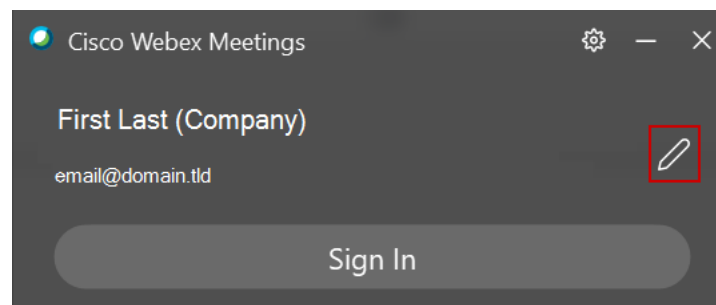 Cisco Webex Meetings
First Last (Company)
email@domain.tld
Sign In